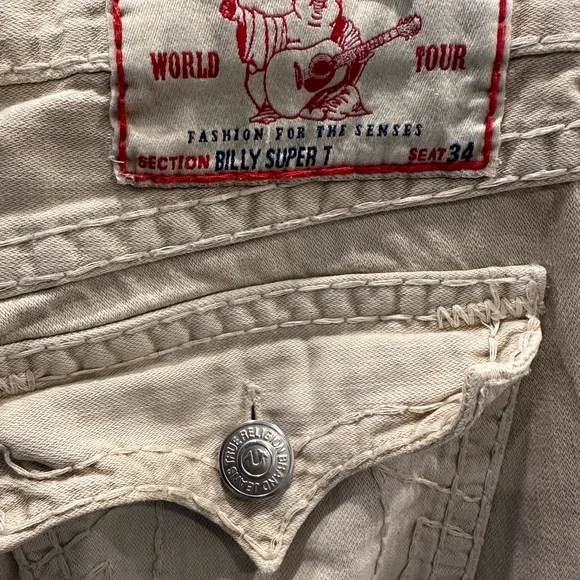 WORLD TOUR
FASHION FOR THE SENSES
SECTION BILLY SUPER T SEAT 34
TRUE RELIGION BRAND JEANS